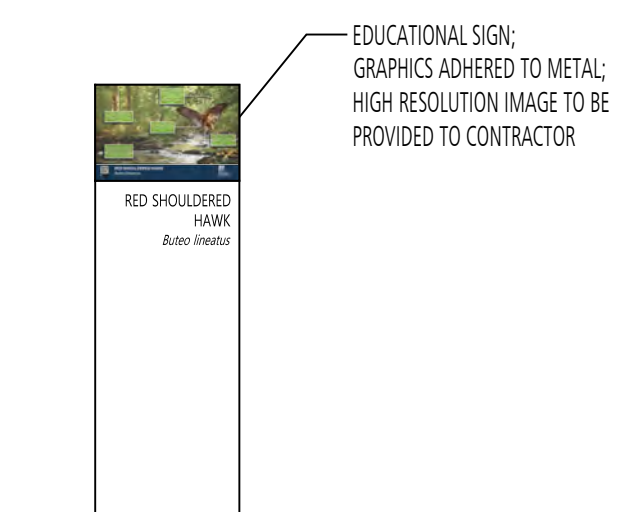 EDUCATIONAL SIGN;
GRAPHICS ADHERED TO METAL;
HIGH RESOLUTION IMAGE TO BE
PROVIDED TO CONTRACTOR
RED SHOULDERED
HAWK
Buteo lineatus